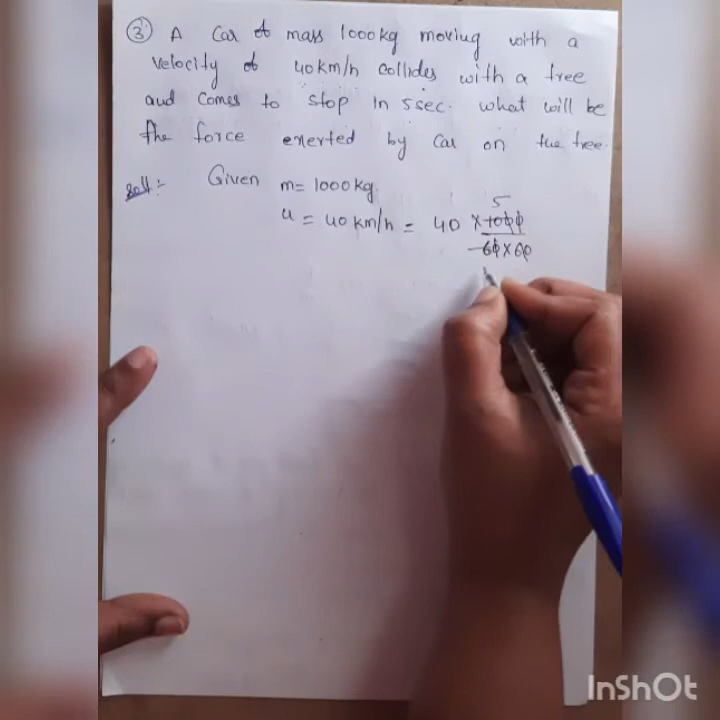 ③ A Car of mass 1000kg moving with a
velocity of 40km/h collides with a tree
and comes to stop in 5sec. what will be
the force exerted by Car on the tree.
Sol:- Given m= 1000kg.
5
u = 40km/h = 40 × 1000
60×60
InShOt